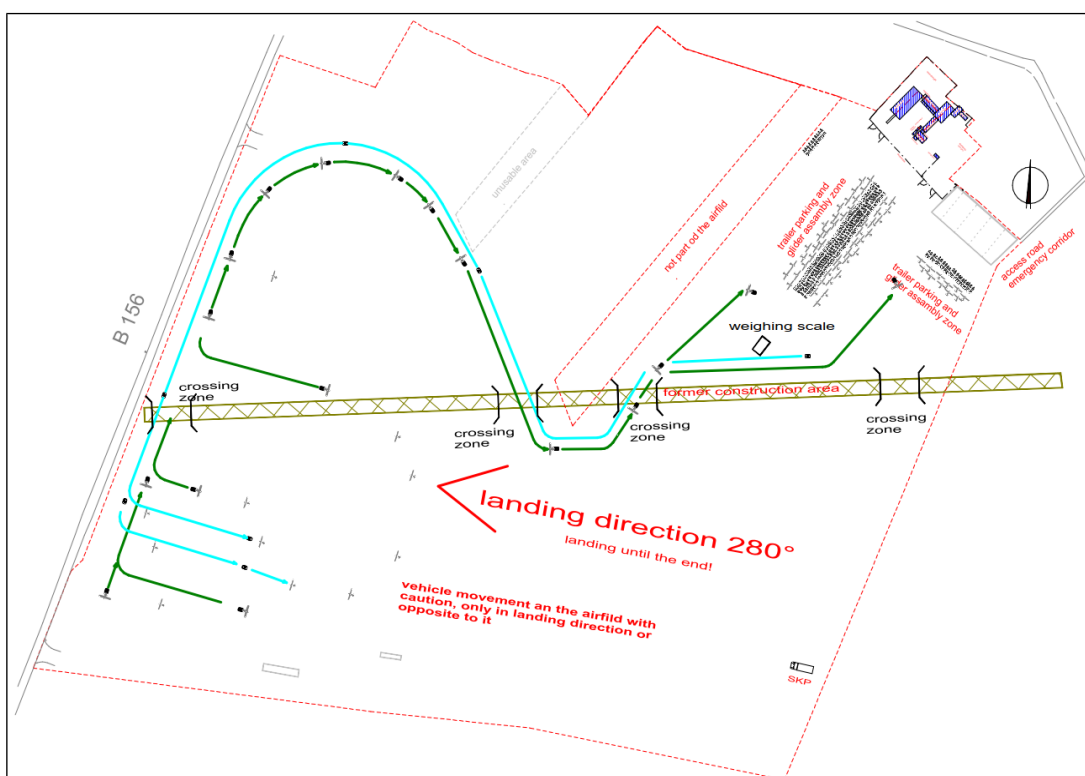 unusable area
not part od the airfild
trailer parking and
glider assambly zone
access road
emergency corridor
trailer parking and
glider assambly zone
B 156
weighing scale
crossing
zone
former construction area
crossing
zone
crossing
zone
crossing
zone
landing direction 280°
landing until the end!
vehicle movement an the airfild with
caution, only in landing direction or
opposite to it
SKP